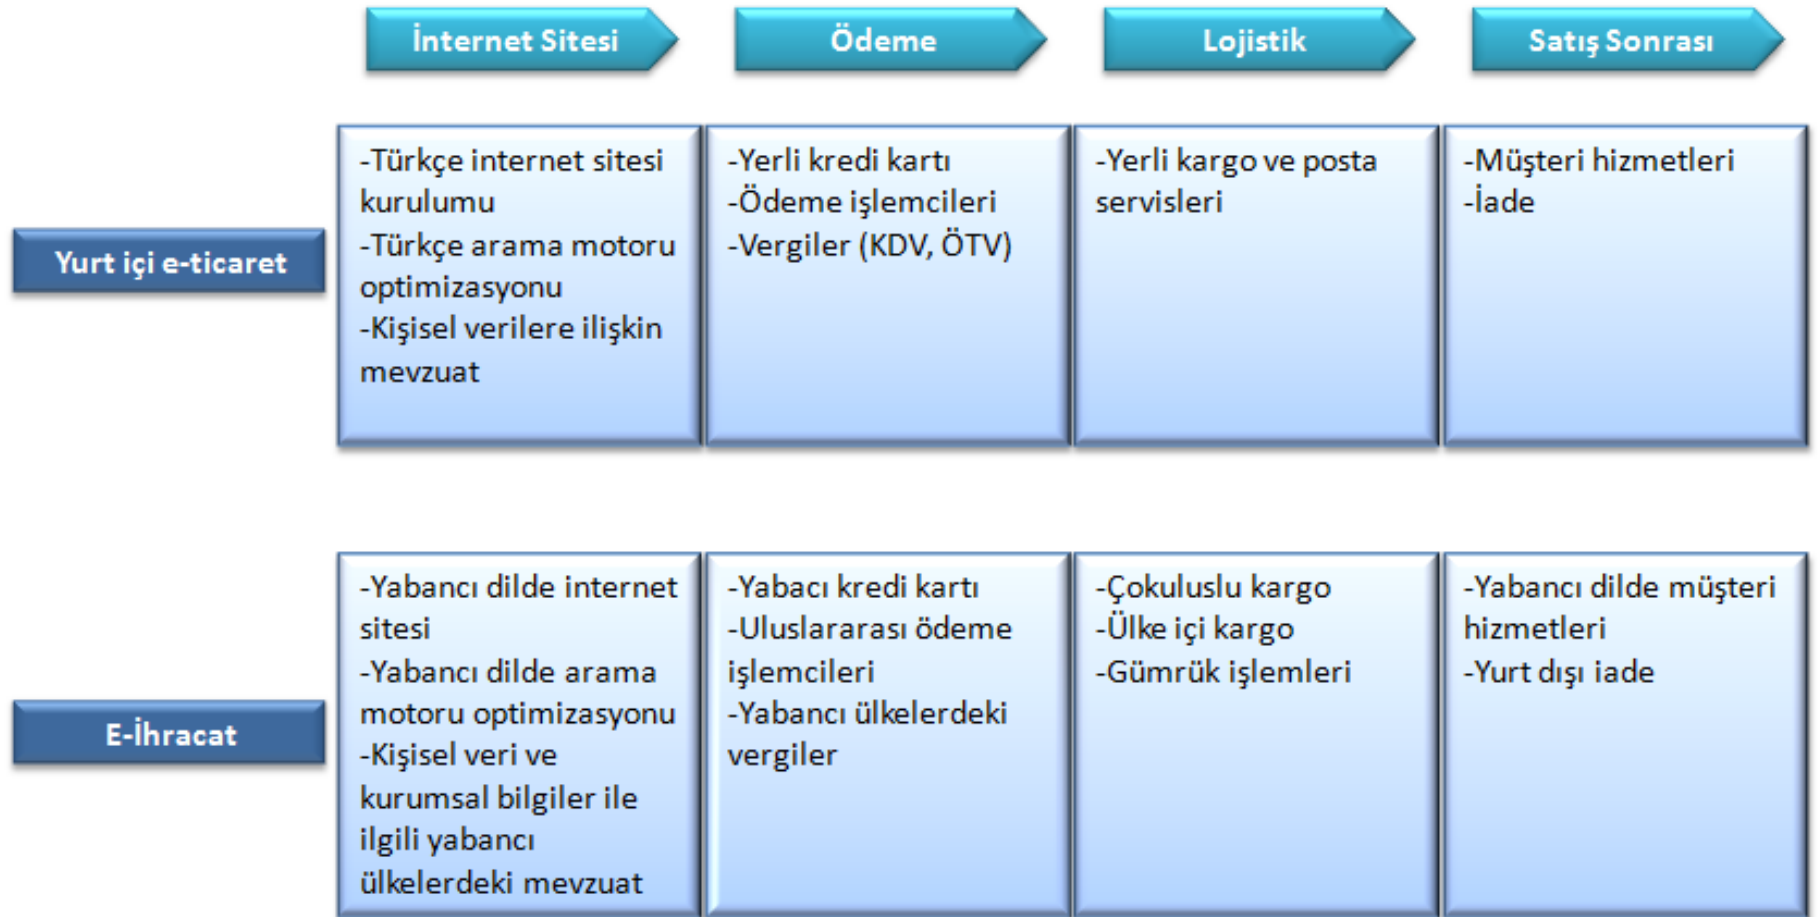 İnternet Sitesi
Ödeme
Lojistik
Satış Sonrası
Yurt içi e-ticaret
-Türkçe internet sitesi
kurulumu
-Türkçe arama motoru
optimizasyonu
-Kişisel verilere ilişkin
mevzuat
-Yerli kredi kartı
-Ödeme işlemcileri
-Vergiler (KDV, ÖTV)
-Yerli kargo ve posta
servisleri
-Müşteri hizmetleri
-İade
E-İhracat
-Yabancı dilde internet
sitesi
-Yabancı dilde arama
motoru optimizasyonu
-Kişisel veri ve
kurumsal bilgiler ile
ilgili yabancı
ülkelerdeki mevzuat
-Yabacı kredi kartı
-Uluslararası ödeme
işlemcileri
-Yabancı ülkelerdeki
vergiler
-Çokuluslu kargo
-Ülke içi kargo
-Gümrük işlemleri
-Yabancı dilde müşteri
hizmetleri
-Yurt dışı iade